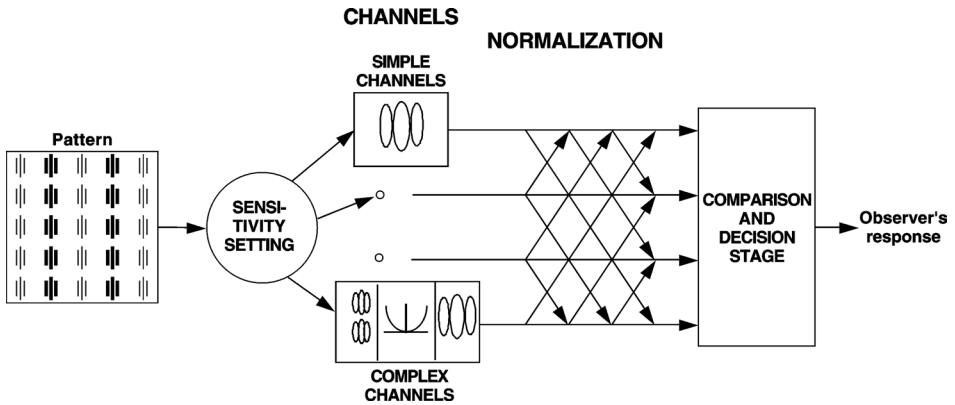 CHANNELS
NORMALIZATION
SIMPLE
CHANNELS
Pattern
SENSI-
TIVITY
SETTING
COMPARISON
AND
DECISION
STAGE
Observer's
response
COMPLEX
CHANNELS